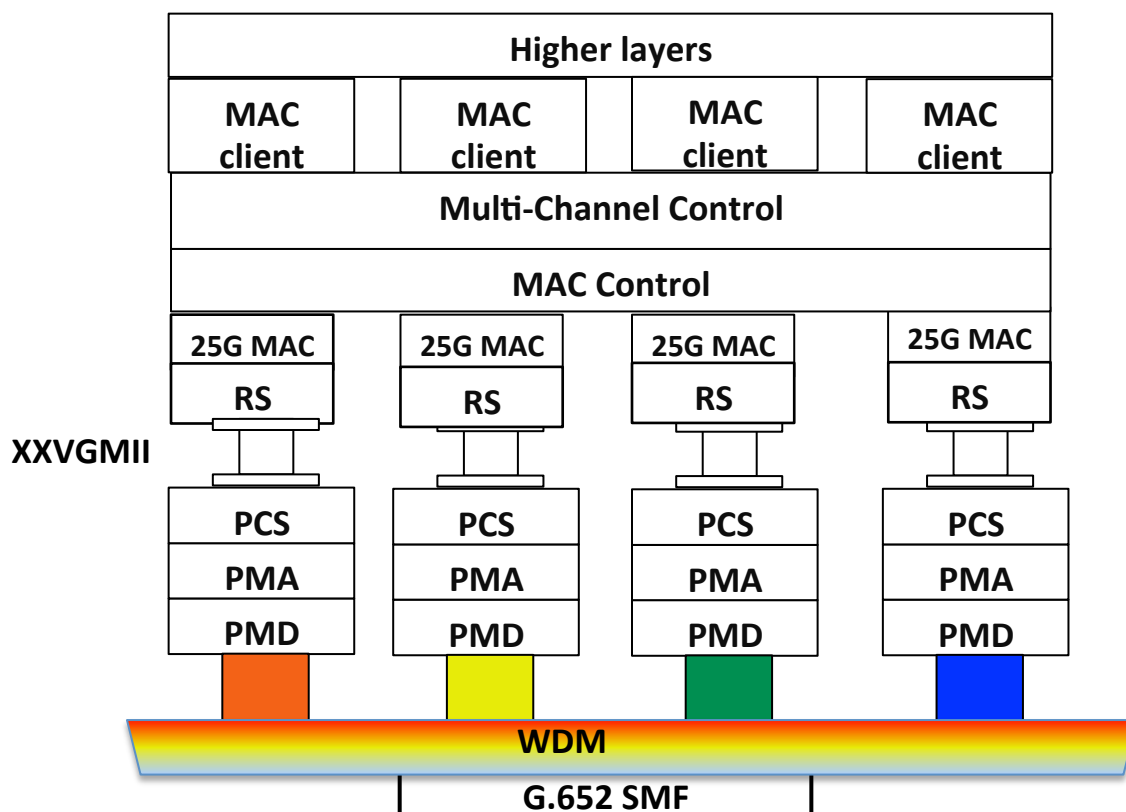 Higher layers
MAC MAC MAC MAC
client client client client
Multi-Channel Control
MAC Control
25G MAC 25G MAC 25G MAC 25G MAC
RS RS RS RS
XXVGMII
PCS PCS PCS PCS
PMA PMA PMA PMA
PMD PMD PMD PMD
WDM
G.652 SMF